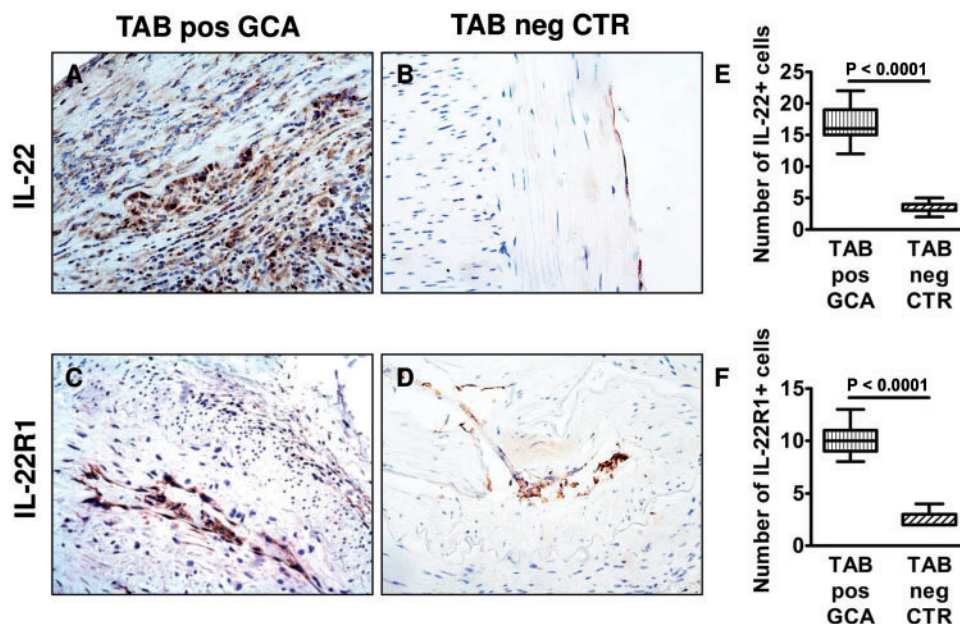 TAB pos GCA
TAB neg CTR
IL-22
A
B
E
P < 0.0001
Number of IL-22+ cells
25
20
15
10
5
0
TAB
pos
GCA
TAB
neg
CTR
IL-22R1
C
D
F
P < 0.0001
Number of IL-22R1+ cells
15
10
5
0
TAB
pos
GCA
TAB
neg
CTR